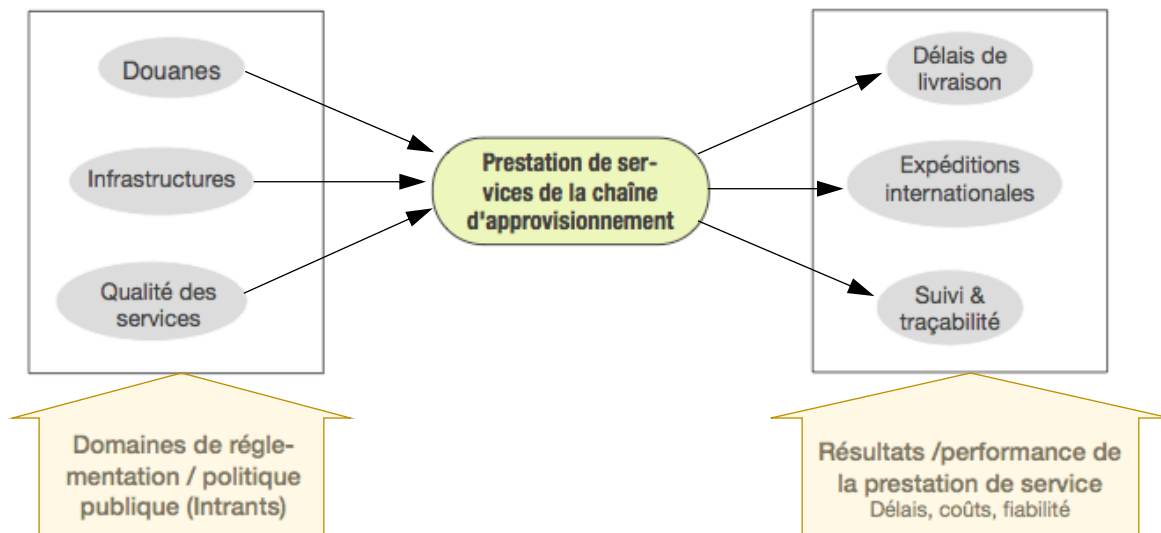 Douanes
Infrastructures
Qualité des
services
Prestation de ser-
vices de la chaîne
d'approvisionnement
Délais de
livraison
Expéditions
internationales
Suivi &
traçabilité
Domaines de régle-
mentation / politique
publique (Intrants)
Résultats /performance de
la prestation de service
Délais, coûts, fiabilité